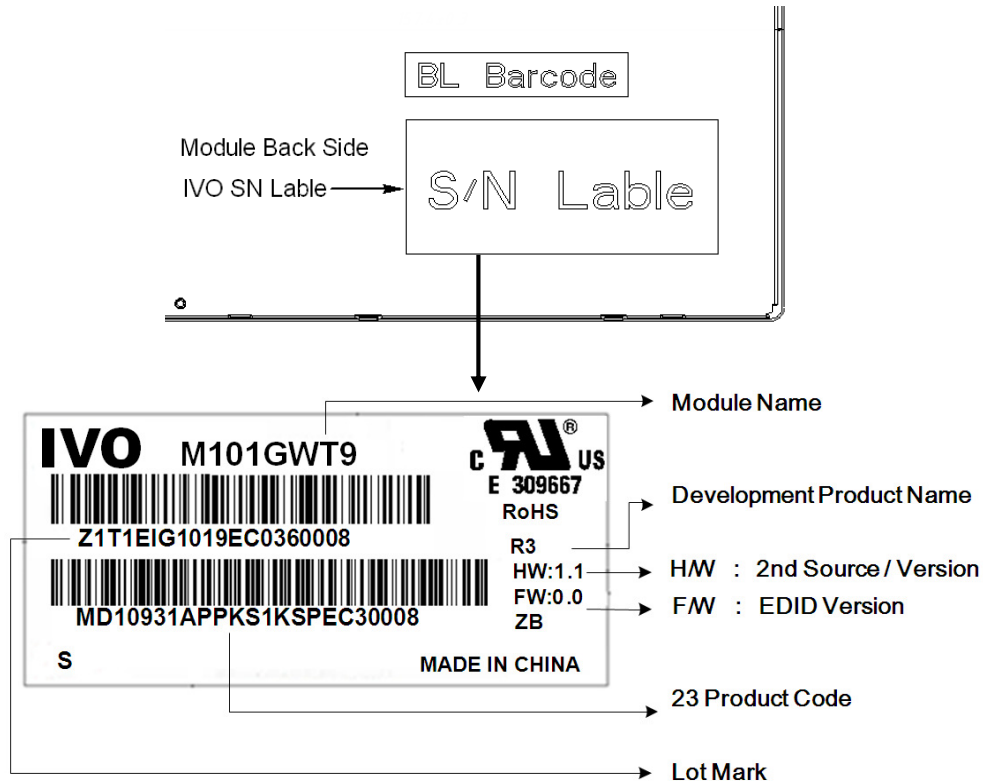 BL Barcode
Module Back Side
IVO SN Lable
S/N Lable
Module Name
IVO M101GWT9
C RU ® US
E 309667
Development Product Name
RoHS
Z1T1EIG1019EC0360008
R3
HW:1.1
H/W : 2nd Source / Version
FW:0.0
F/W : EDID Version
MD10931APPKS1KSPEC30008
ZB
S
MADE IN CHINA
23 Product Code
Lot Mark